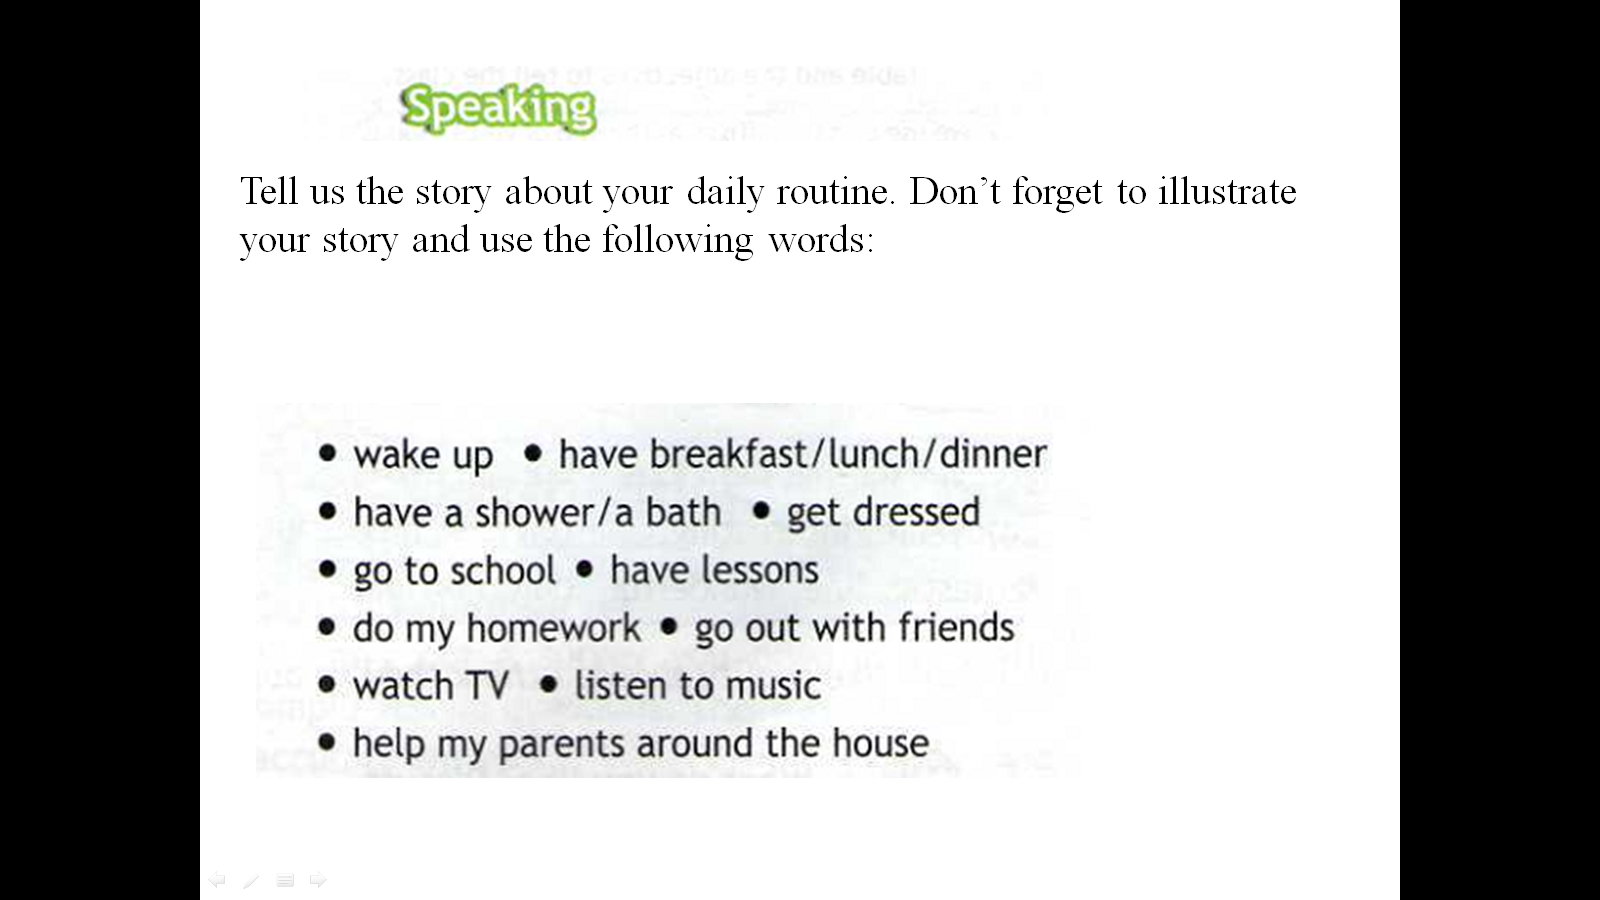 Speaking
Tell us the story about your daily routine. Don’t forget to illustrate
your story and use the following words:
• wake up • have breakfast/lunch/dinner
• have a shower/a bath • get dressed
• go to school • have lessons
• do my homework • go out with friends
• watch TV • listen to music
• help my parents around the house